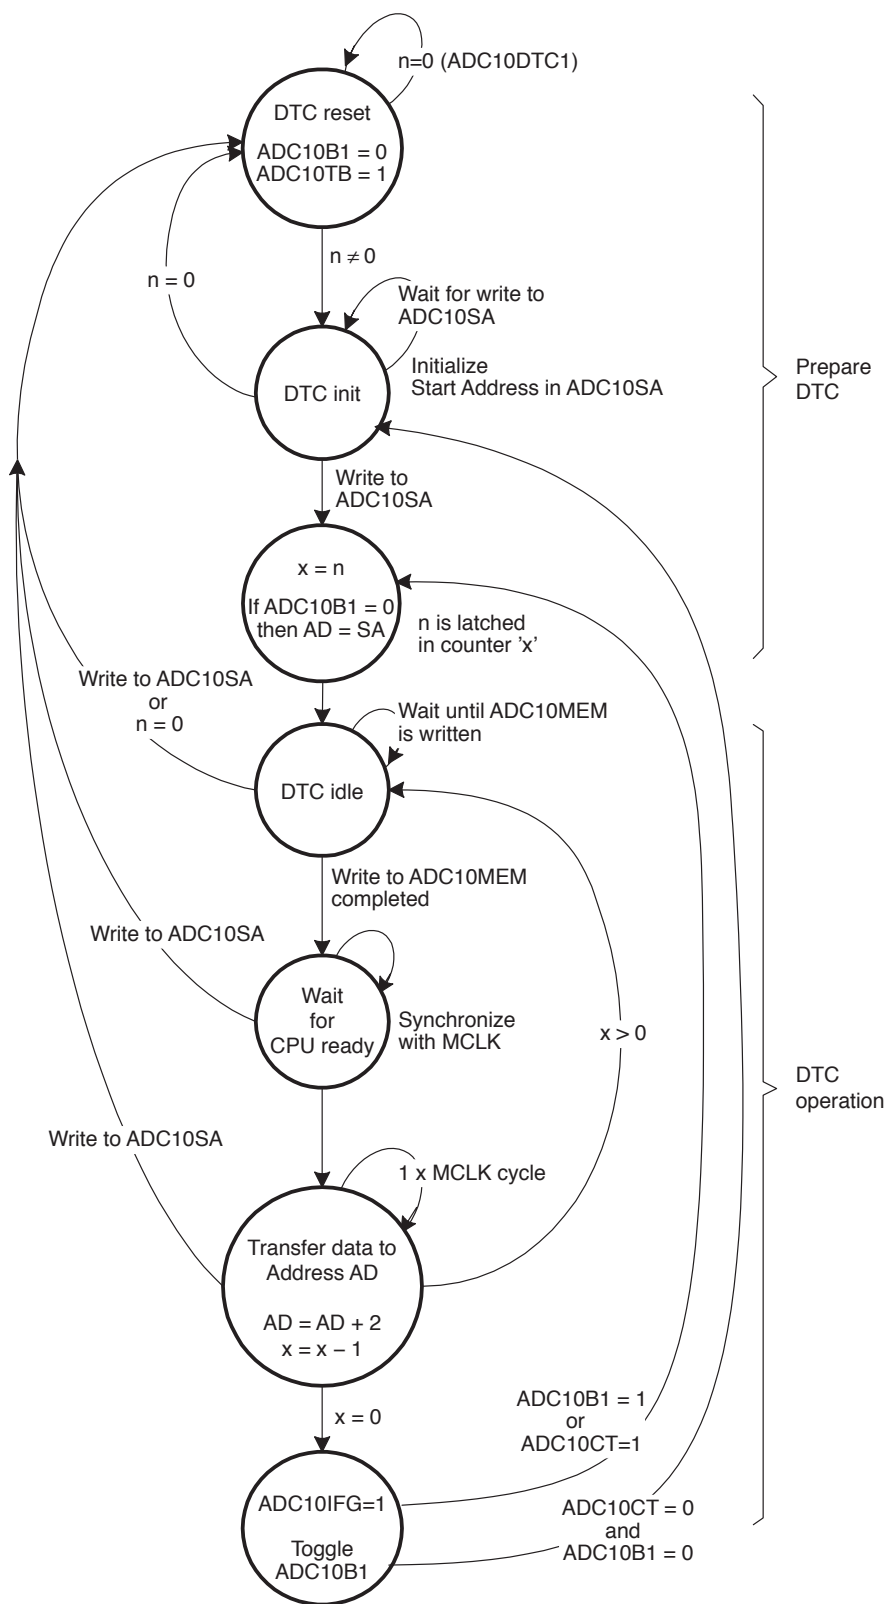 n=0 (ADC10DTC1)
DTC reset
ADC10B1 = 0
ADC10TB = 1
n ≠ 0
n = 0
Wait for write to
ADC10SA
Initialize
Start Address in ADC10SA
DTC init
Prepare
DTC
Write to
ADC10SA
x = n
If ADC10B1 = 0
then AD = SA
n is latched
in counter ’x’
Write to ADC10SA
or
n = 0
Wait until ADC10MEM
is written
DTC idle
Write to ADC10MEM
completed
Write to ADC10SA
Wait
for
CPU ready
Synchronize
with MCLK
x > 0
DTC
operation
Write to ADC10SA
1 x MCLK cycle
Transfer data to
Address AD
AD = AD + 2
x = x − 1
x = 0
ADC10B1 = 1
or
ADC10CT=1
ADC10IFG=1
Toggle
ADC10B1
ADC10CT = 0
and
ADC10B1 = 0